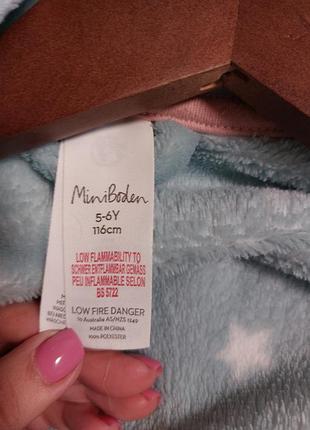 MiniBoden
5-6Y
116cm
LOW FLAMMABILITY TO
SCHWER ENTFLAMMBAR GEMASS
PEU INFLAMMABLE SELON
BS 5722
LOW FIRE DANGER
to Australia AS/NZS 1249
MADE IN CHINA
100% POLYESTER